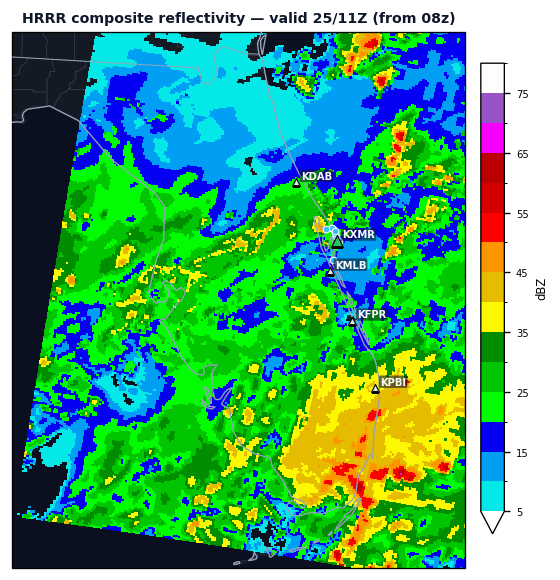 HRRR composite reflectivity — valid 25/11Z (from 08z)
KDAB
KXMR
KMLB
KFPR
KPBI
75
65
55
45
35
25
15
5
dBZ